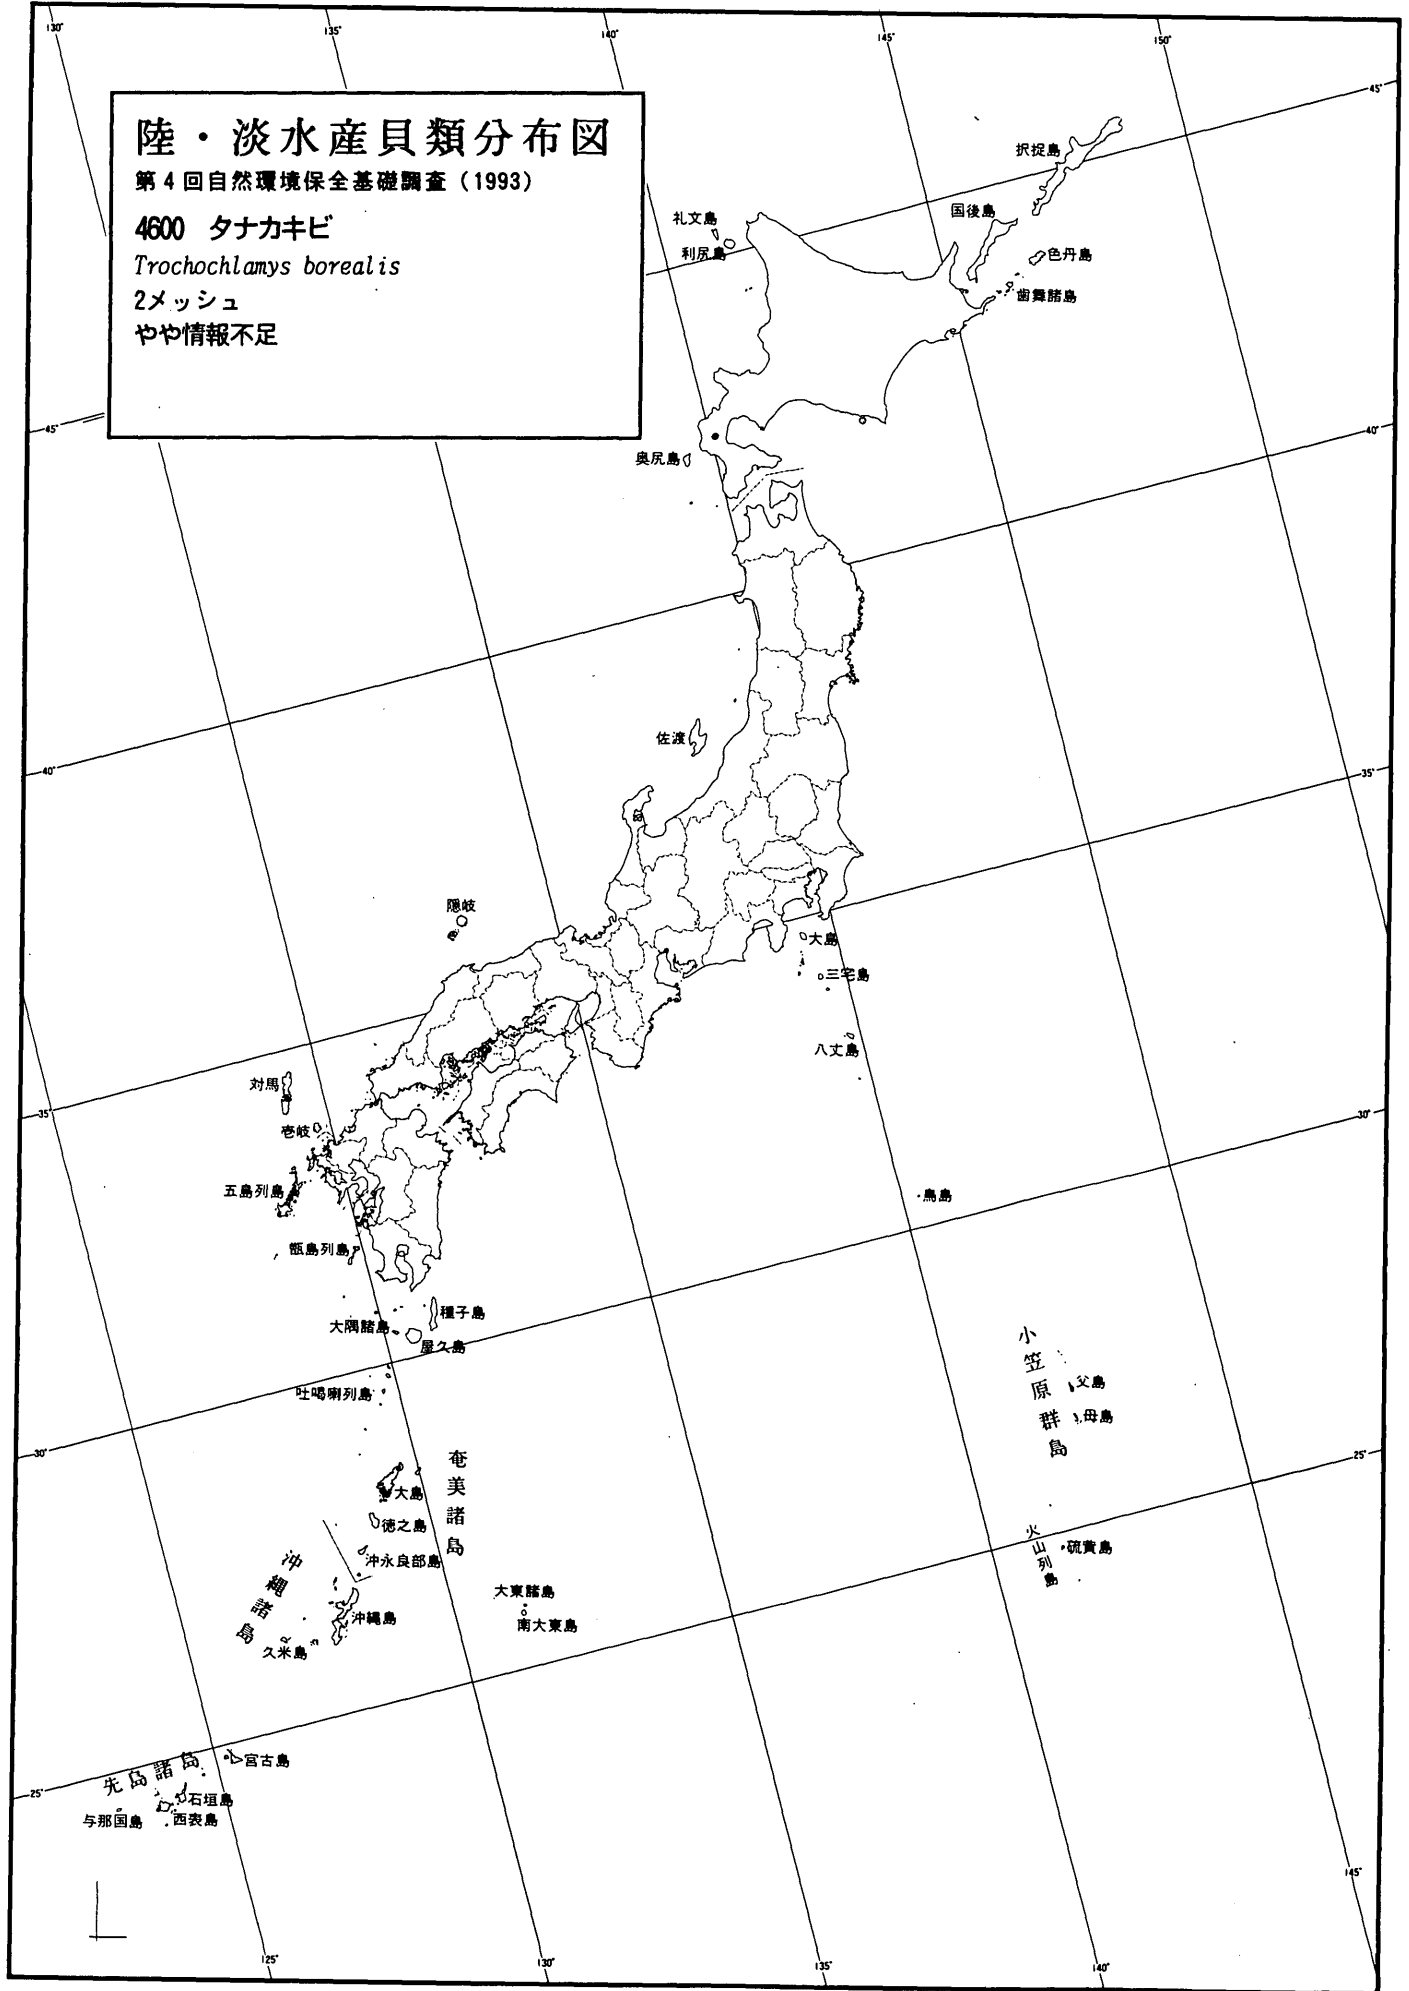 130°
135°
140°
145°
150°
陸・淡水産貝類分布図
第4回自然環境保全基礎調査（1993）
4600 タナカキビ
Trochochlamys borealis
2メッシュ
やや情報不足
45°
択捉島
国後島
礼文島
利尻島
色丹島
歯舞諸島
45°
40°
奥尻島
佐渡
40°
35°
隠岐
大島
三宅島
八丈島
対馬
35°
壱岐
30°
五島列島
鳥島
甑島列島
種子島
大隅諸島
屋久島
吐噶喇列島
小笠原群島
父島
母島
30°
25°
奄美諸島
大島
徳之島
沖永良部島
火山列島
硫黄島
沖縄諸島
大東諸島
沖縄島
南大東島
久米島
先島諸島
宮古島
25°
石垣島
与那国島
西表島
145°
125°
130°
135°
140°